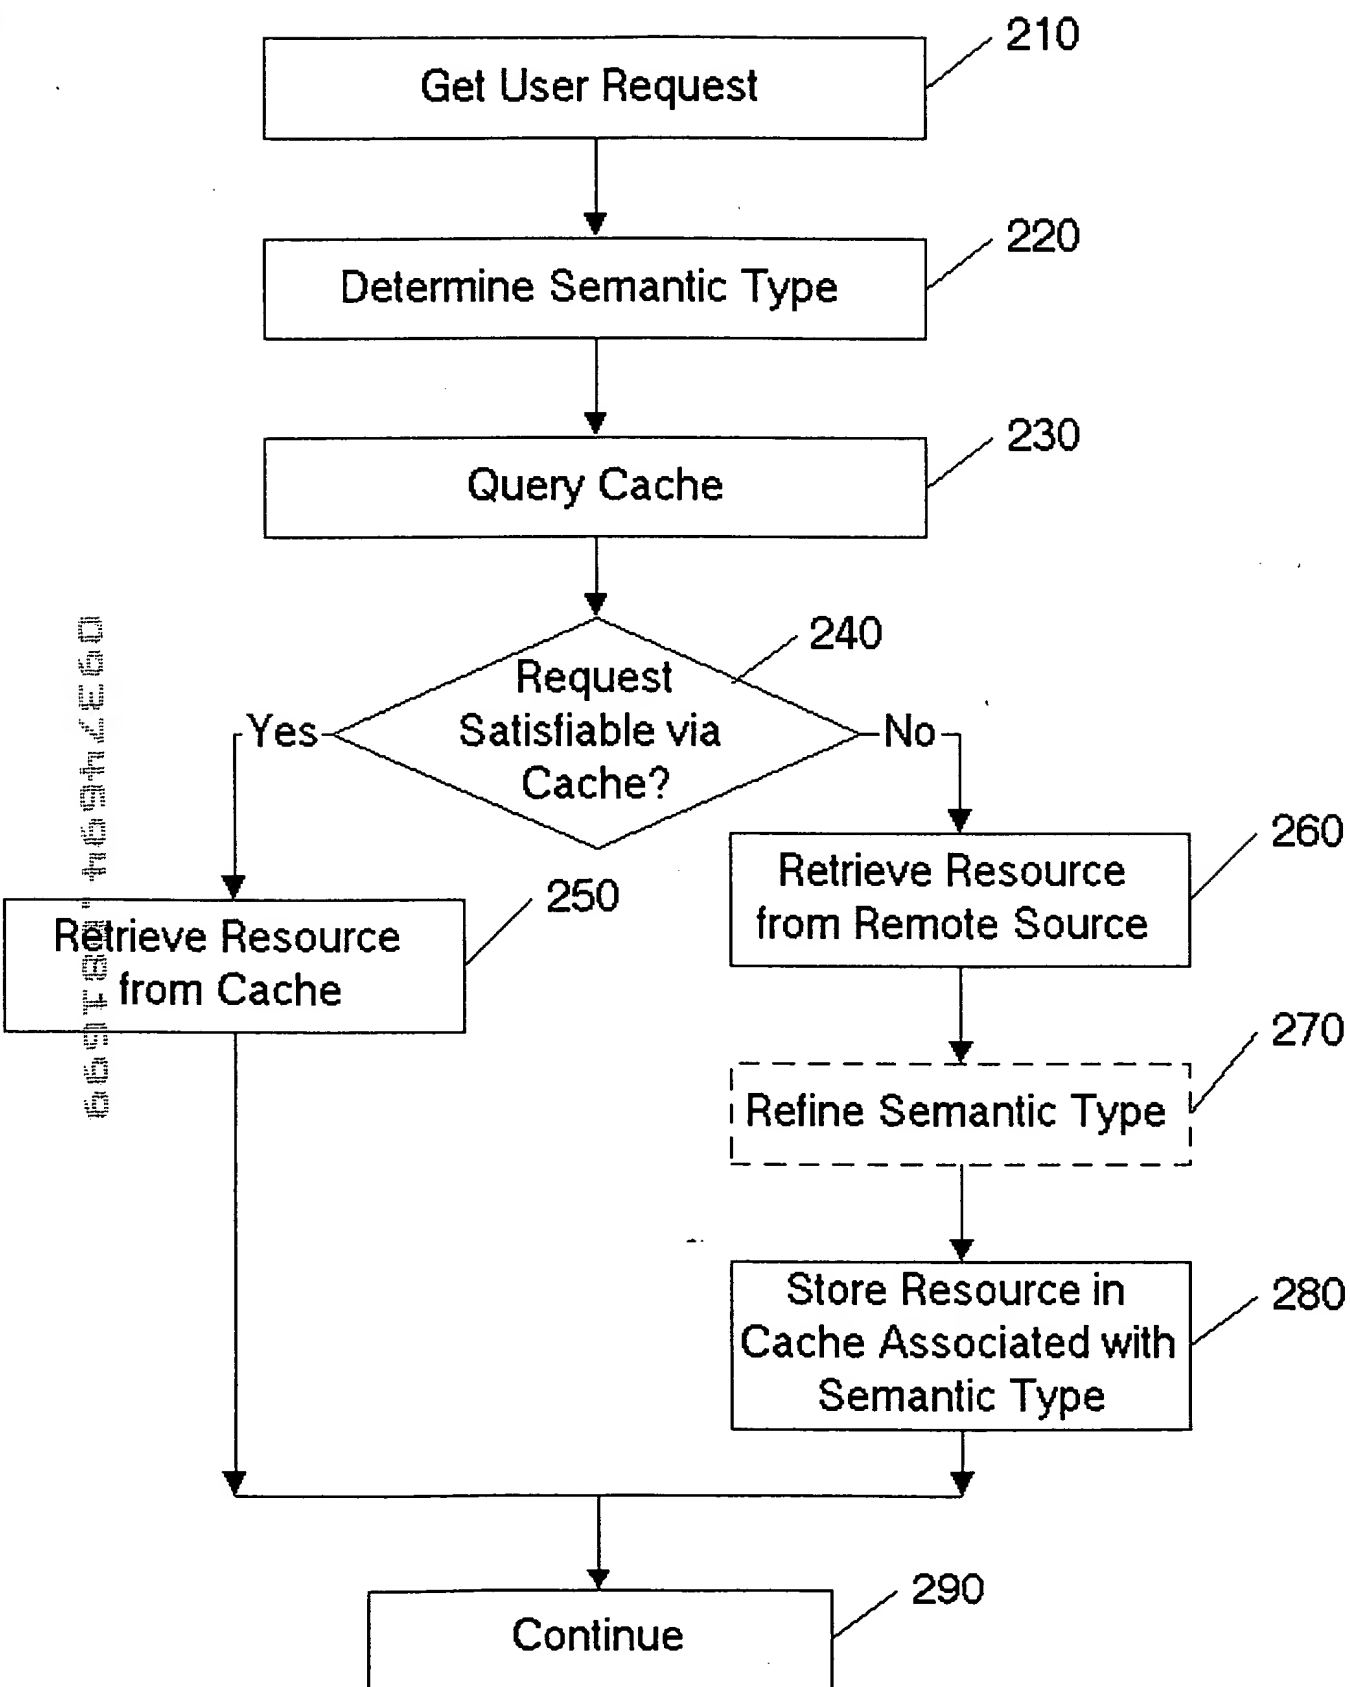 210
Get User Request
220
Determine Semantic Type
230
Query Cache
240
Request
Satisfiable via
Cache?
Yes
No
260
Retrieve Resource
from Remote Source
250
Retrieve Resource
from Cache
270
Refine Semantic Type
280
Store Resource in
Cache Associated with
Semantic Type
290
Continue